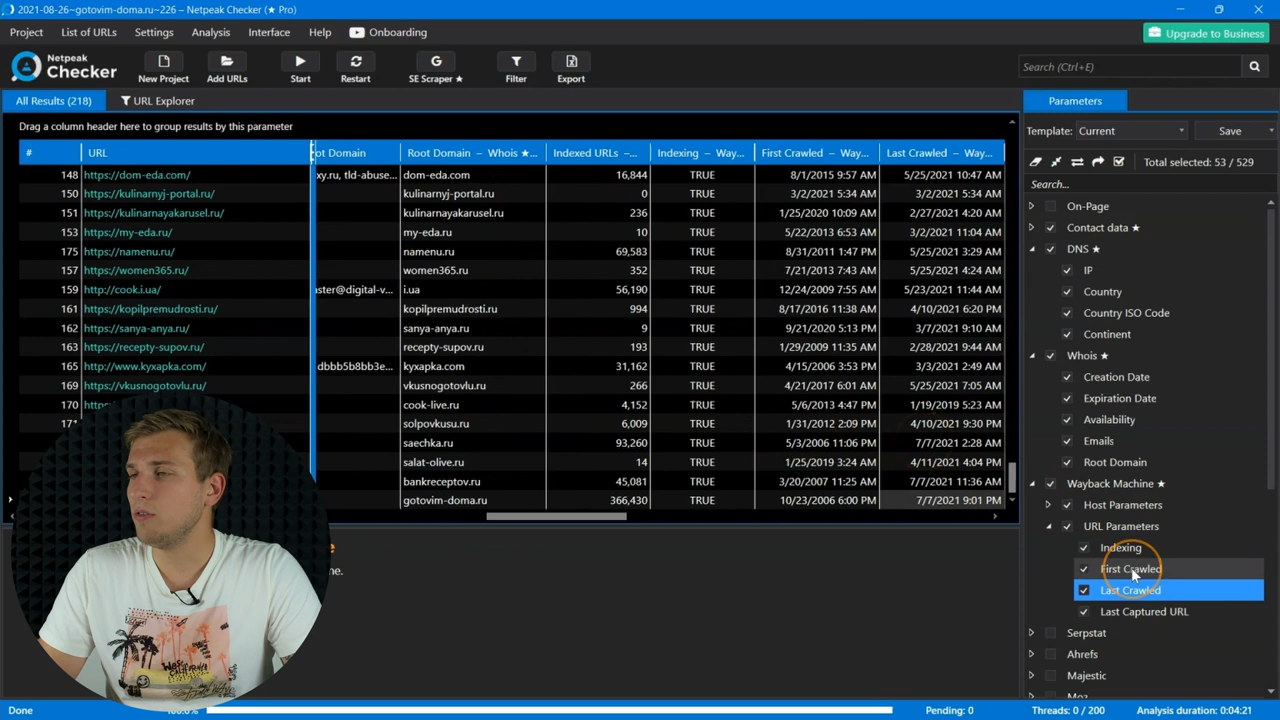 2021-08-26~gotovim-doma.ru~226 – Netpeak Checker (★ Pro)
Project List of URLs Settings Analysis Interface Help Onboarding
Upgrade to Business
Netpeak Checker
New Project Add URLs Start Restart SE Scraper ★ Filter Export
Search (Ctrl+E)
All Results (218) URL Explorer
Parameters
Drag a column header here to group results by this parameter
Template: Current Save
# URL ot Domain Root Domain – Whois ★... Indexed URLs –... Indexing – Way... First Crawled – Way... Last Crawled – Way...
Total selected: 53 / 529
148 https://dom-eda.com/ xy.ru, tld-abuse... dom-eda.com 16,844 TRUE 8/1/2015 9:57 AM 5/25/2021 10:47 AM
150 https://kulinarnyj-portal.ru/ kulinarnyj-portal.ru 0 TRUE 3/2/2021 5:34 AM 3/2/2021 5:34 AM
151 https://kulinarnayakarusel.ru/ kulinarnayakarusel.ru 236 TRUE 1/25/2020 10:09 AM 2/27/2021 4:20 AM
153 https://my-eda.ru/ my-eda.ru 10 TRUE 5/22/2013 6:53 AM 3/2/2021 11:04 AM
175 https://namenu.ru/ namenu.ru 69,583 TRUE 8/31/2011 1:47 PM 5/25/2021 3:29 AM
157 https://women365.ru/ women365.ru 352 TRUE 7/21/2013 7:43 AM 5/25/2021 4:24 AM
159 http://cook.i.ua/ ster@digital-v... i.ua 56,190 TRUE 12/24/2009 7:55 AM 5/23/2021 11:44 AM
161 https://kopilpremudrosti.ru/ kopilpremudrosti.ru 994 TRUE 8/17/2016 11:38 AM 4/10/2021 6:20 PM
162 https://sanya-anya.ru/ sanya-anya.ru 9 TRUE 9/21/2020 5:13 PM 3/7/2021 9:10 AM
163 https://recepty-supov.ru/ recepty-supov.ru 193 TRUE 1/29/2009 11:35 AM 2/28/2021 9:44 AM
165 http://www.kyxapka.com/ dbbb5b8bb3e... kyxapka.com 31,162 TRUE 4/15/2006 3:53 PM 3/3/2021 2:49 AM
169 https://vkusnogotovlu.ru/ vkusnogotovlu.ru 266 TRUE 4/21/2017 6:01 AM 5/25/2021 7:05 AM
170 cook-live.ru 4,152 TRUE 5/6/2013 4:47 PM 1/19/2019 5:23 AM
171 solpovkusu.ru 6,009 TRUE 1/31/2012 2:09 PM 4/10/2021 9:30 PM
saechka.ru 93,260 TRUE 5/3/2006 11:06 PM 7/7/2021 2:28 AM
salat-olive.ru 14 TRUE 1/25/2019 3:24 AM 4/11/2021 4:04 PM
bankreceptov.ru 45,081 TRUE 3/20/2007 11:25 AM 7/7/2021 11:36 AM
gotovim-doma.ru 366,430 TRUE 10/23/2006 6:00 PM 7/7/2021 9:01 PM
ne.
Search...
On-Page
Contact data ★
DNS ★
IP
Country
Country ISO Code
Continent
Whois ★
Creation Date
Expiration Date
Availability
Emails
Root Domain
Wayback Machine ★
Host Parameters
URL Parameters
Indexing
First Crawled
Last Crawled
Last Captured URL
Serpstat
Ahrefs
Majestic
Done 100.0% Pending: 0 Threads: 0 / 200 Analysis duration: 0:04:21